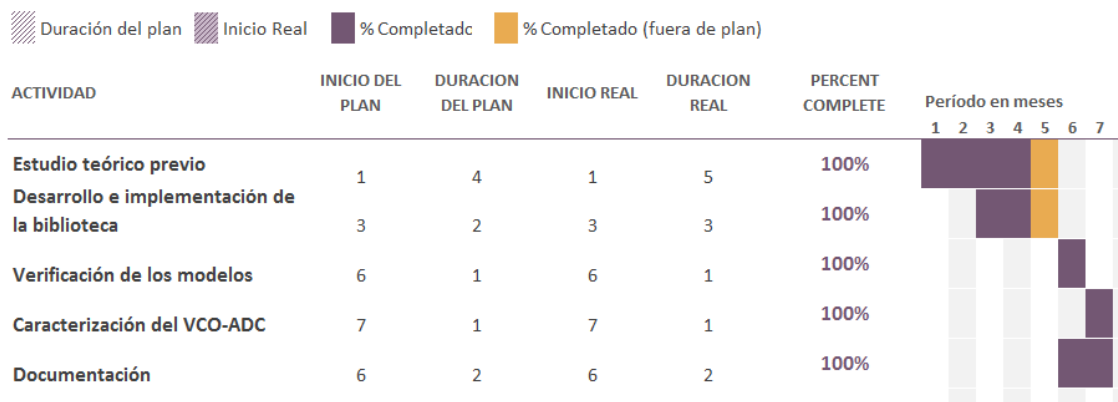 Duración del plan Inicio Real % Completado % Completado (fuera de plan)
ACTIVIDAD INICIO DEL PLAN DURACION DEL PLAN INICIO REAL DURACION REAL PERCENT COMPLETE Período en meses
1 2 3 4 5 6 7
Estudio teórico previo 1 4 1 5 100%
Desarrollo e implementación de
la biblioteca 3 2 3 3 100%
Verificación de los modelos 6 1 6 1 100%
Caracterización del VCO-ADC 7 1 7 1 100%
Documentación 6 2 6 2 100%